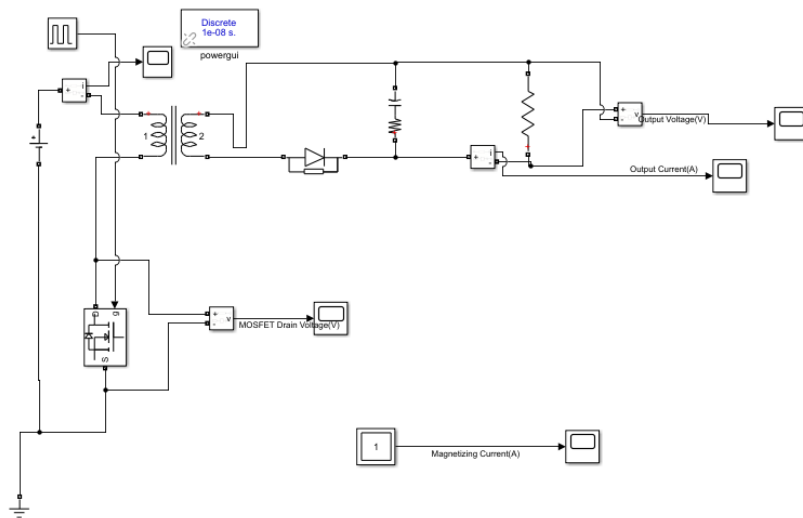 Discrete
1e-08 s.
powergui
i
+
-
+
1
2
+
-
v
Output Voltage(V)
+
i
-
Output Current(A)
g
D
S
+
-
v
MOSFET Drain Voltage(V)
1
Magnetizing Current(A)